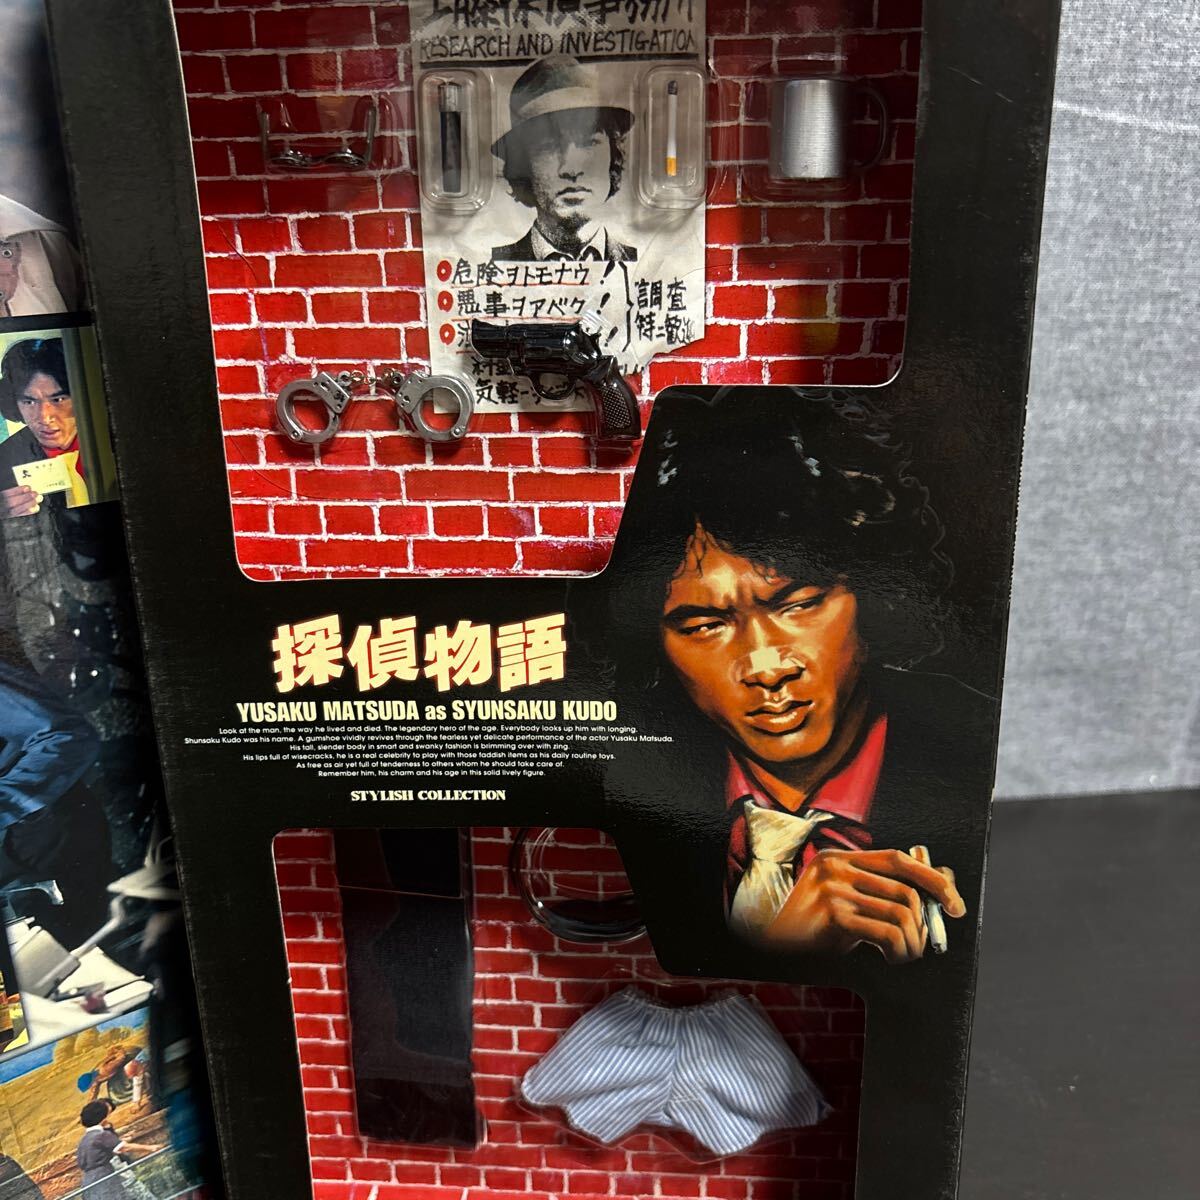 RESEARCH AND INVESTIGATION
危険ヲトモナウ!
悪事ヲアベク!
調査
探偵物語
YUSAKU MATSUDA as SYUNSAKU KUDO
Look at the man, the way he lived and died. The legendary hero of the age. Everybody looks up him with longing.
Shunsaku Kudo was his name. A gumshoe vividly revives through the fearless yet delicate performance of the actor Yusaku Matsuda.
His tall, slender body in smart and swanky fashion is brimming over with zing.
His lips full of wisecracks, he is a real celebrity to play with those faddish items as his daily routine toys.
As free as air yet full of tenderness to others whom he should take care of.
Remember him, his charm and his age in this solid lively figure.
STYLISH COLLECTION